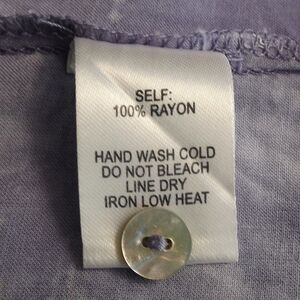 SELF:
100% RAYON
HAND WASH COLD
DO NOT BLEACH
LINE DRY
IRON LOW HEAT